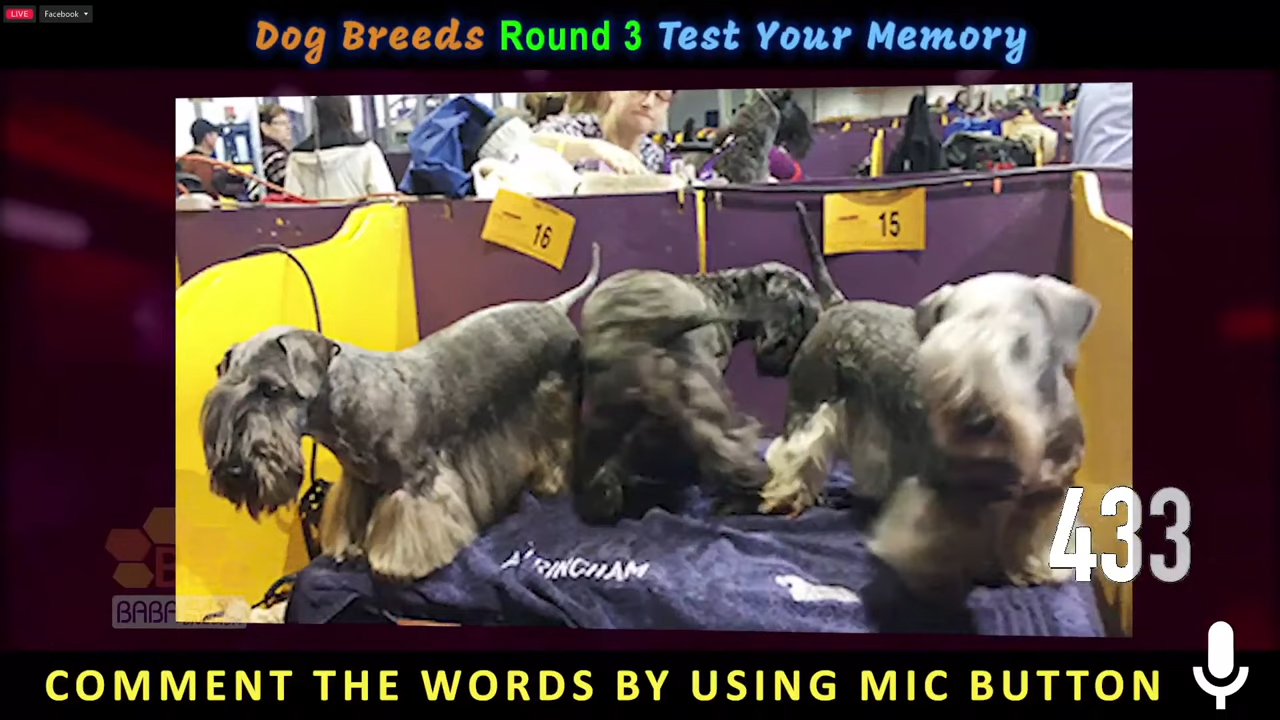 LIVE
Facebook
Dog Breeds Round 3 Test Your Memory
16
15
433
BABA
COMMENT THE WORDS BY USING MIC BUTTON